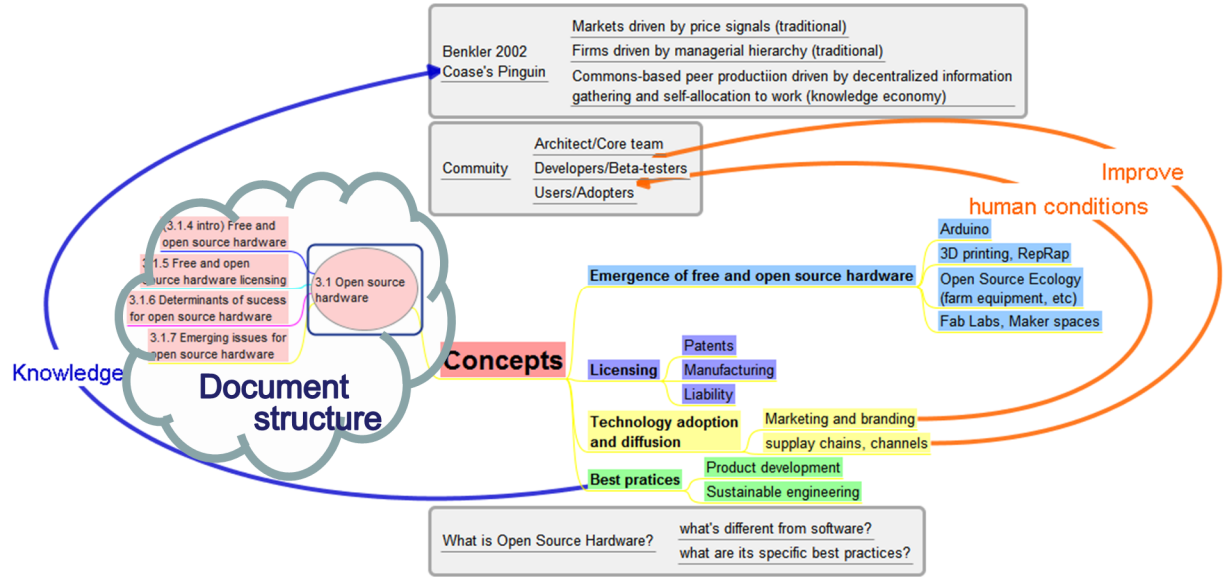 Markets driven by price signals (traditional)
Benkler 2002
Coase's Pinguin
Firms driven by managerial hierarchy (traditional)
Commons-based peer productiion driven by decentralized information
gathering and self-allocation to work (knowledge economy)
Commuity
Architect/Core team
Developers/Beta-testers
Users/Adopters
Improve
human conditions
(3.1.4 intro) Free and
open source hardware
3.1.5 Free and open
source hardware licensing
3.1.6 Determinants of sucess
for open source hardware
3.1.7 Emerging issues for
open source hardware
3.1 Open source
hardware
Document
structure
Knowledge
Concepts
Emergence of free and open source hardware
Arduino
3D printing, RepRap
Open Source Ecology
(farm equipment, etc)
Fab Labs, Maker spaces
Licensing
Patents
Manufacturing
Liability
Technology adoption
and diffusion
Marketing and branding
supplay chains, channels
Best pratices
Product development
Sustainable engineering
What is Open Source Hardware?
what's different from software?
what are its specific best practices?